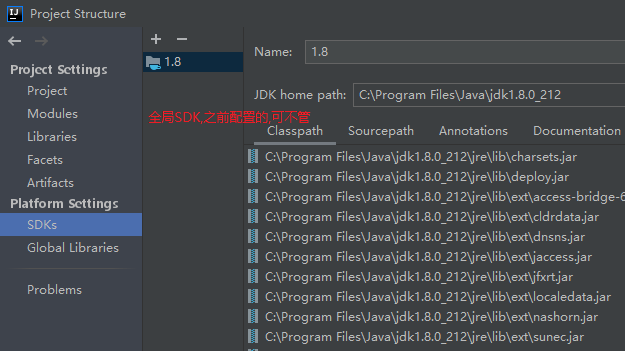 IJ
Project Structure
Project Settings
Project
Modules
Libraries
Facets
Artifacts
Platform Settings
SDKs
Global Libraries
Problems
1.8
全局SDK,之前配置的,可不管
Name: 1.8
JDK home path: C:\Program Files\Java\jdk1.8.0_212
Classpath Sourcepath Annotations Documentation
C:\Program Files\Java\jdk1.8.0_212\jre\lib\charsets.jar
C:\Program Files\Java\jdk1.8.0_212\jre\lib\deploy.jar
C:\Program Files\Java\jdk1.8.0_212\jre\lib\ext\access-bridge-6
C:\Program Files\Java\jdk1.8.0_212\jre\lib\ext\cldrdata.jar
C:\Program Files\Java\jdk1.8.0_212\jre\lib\ext\dnsns.jar
C:\Program Files\Java\jdk1.8.0_212\jre\lib\ext\jaccess.jar
C:\Program Files\Java\jdk1.8.0_212\jre\lib\ext\jfxrt.jar
C:\Program Files\Java\jdk1.8.0_212\jre\lib\ext\localedata.jar
C:\Program Files\Java\jdk1.8.0_212\jre\lib\ext\nashorn.jar
C:\Program Files\Java\jdk1.8.0_212\jre\lib\ext\sunec.jar